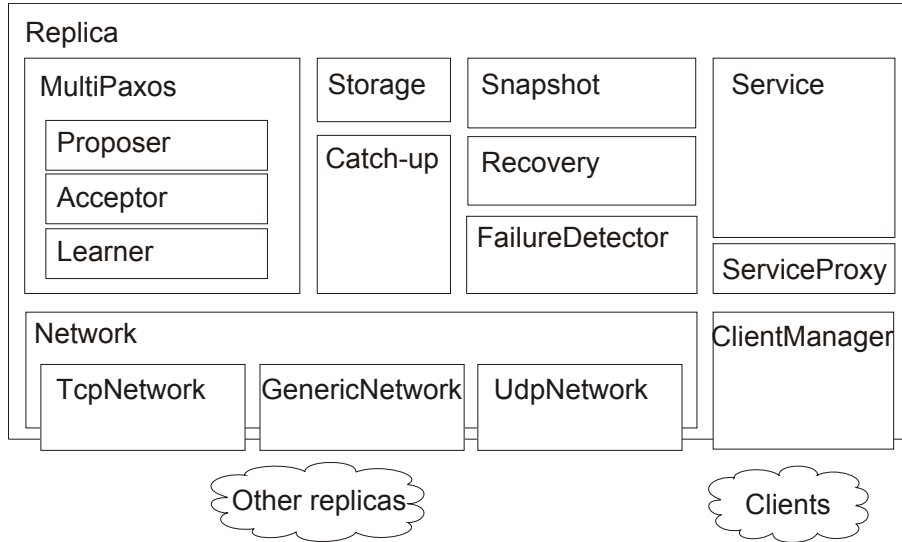 Replica
MultiPaxos
Proposer
Acceptor
Learner
Storage
Catch-up
Snapshot
Recovery
FailureDetector
Service
ServiceProxy
Network
TcpNetwork
GenericNetwork
UdpNetwork
ClientManager
Other replicas
Clients